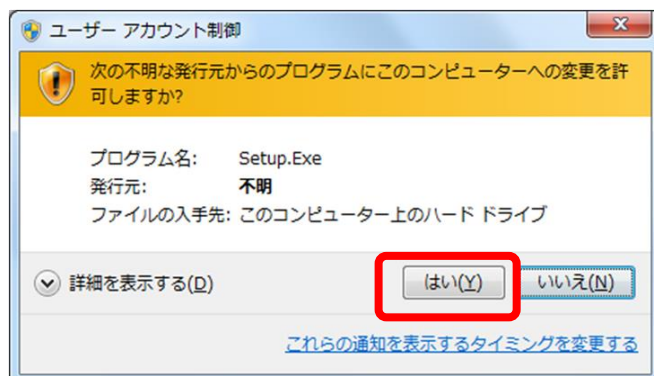 ユーザー アカウント制御
次の不明な発行元からのプログラムにこのコンピューターへの変更を許
可しますか?
プログラム名: Setup.Exe
発行元: 不明
ファイルの入手先: このコンピューター上のハード ドライブ
詳細を表示する(D) はい(Y) いいえ(N)
これらの通知を表示するタイミングを変更する